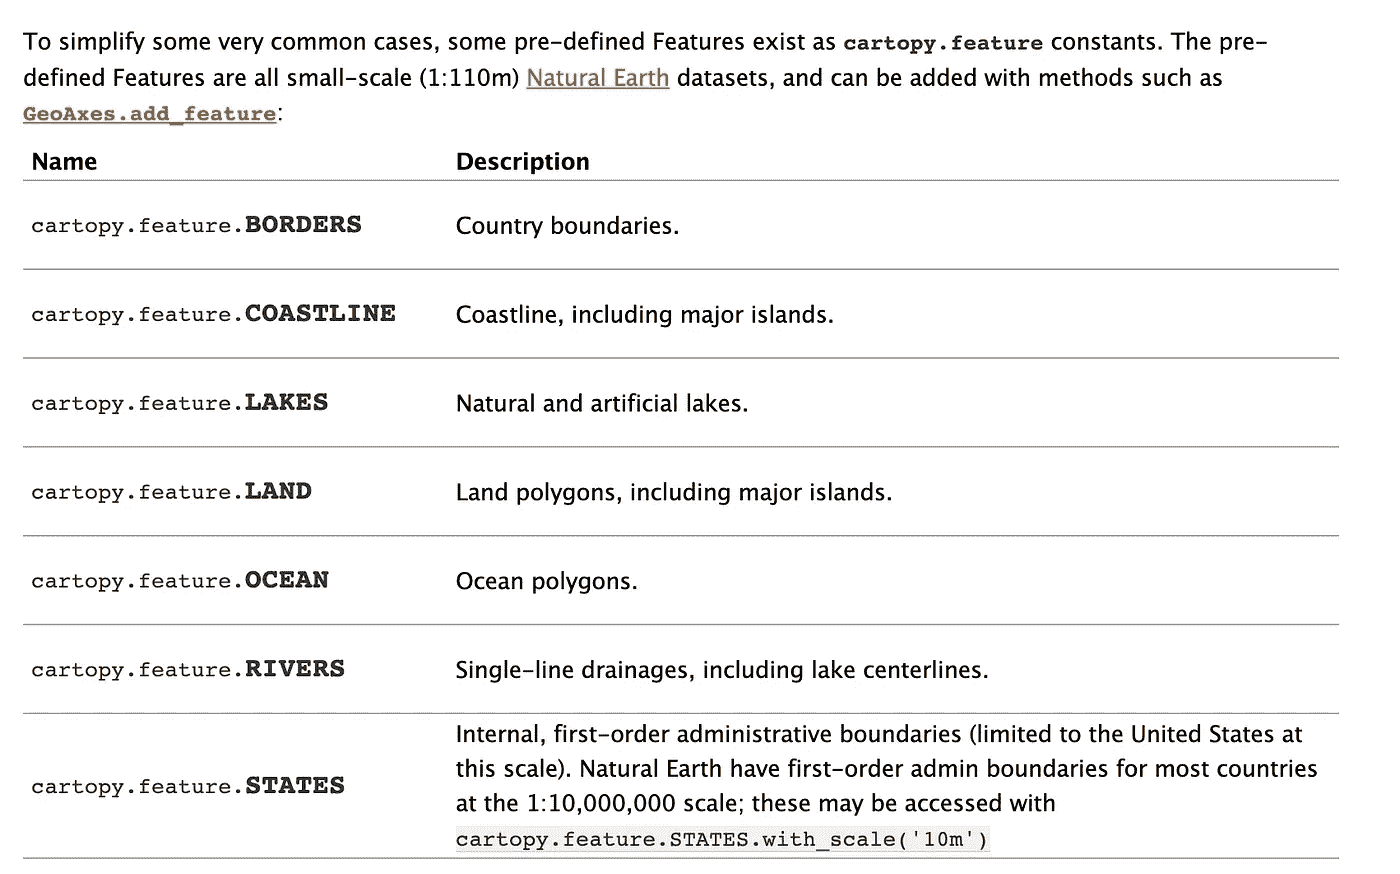 To simplify some very common cases, some pre-defined Features exist as cartopy.feature constants. The pre-
defined Features are all small-scale (1:110m) Natural Earth datasets, and can be added with methods such as
GeoAxes.add_feature:
Name Description
cartopy.feature.BORDERS Country boundaries.
cartopy.feature.COASTLINE Coastline, including major islands.
cartopy.feature.LAKES Natural and artificial lakes.
cartopy.feature.LAND Land polygons, including major islands.
cartopy.feature.OCEAN Ocean polygons.
cartopy.feature.RIVERS Single-line drainages, including lake centerlines.
cartopy.feature.STATES
Internal, first-order administrative boundaries (limited to the United States at
this scale). Natural Earth have first-order admin boundaries for most countries
at the 1:10,000,000 scale; these may be accessed with
cartopy.feature.STATES.with_scale('10m')